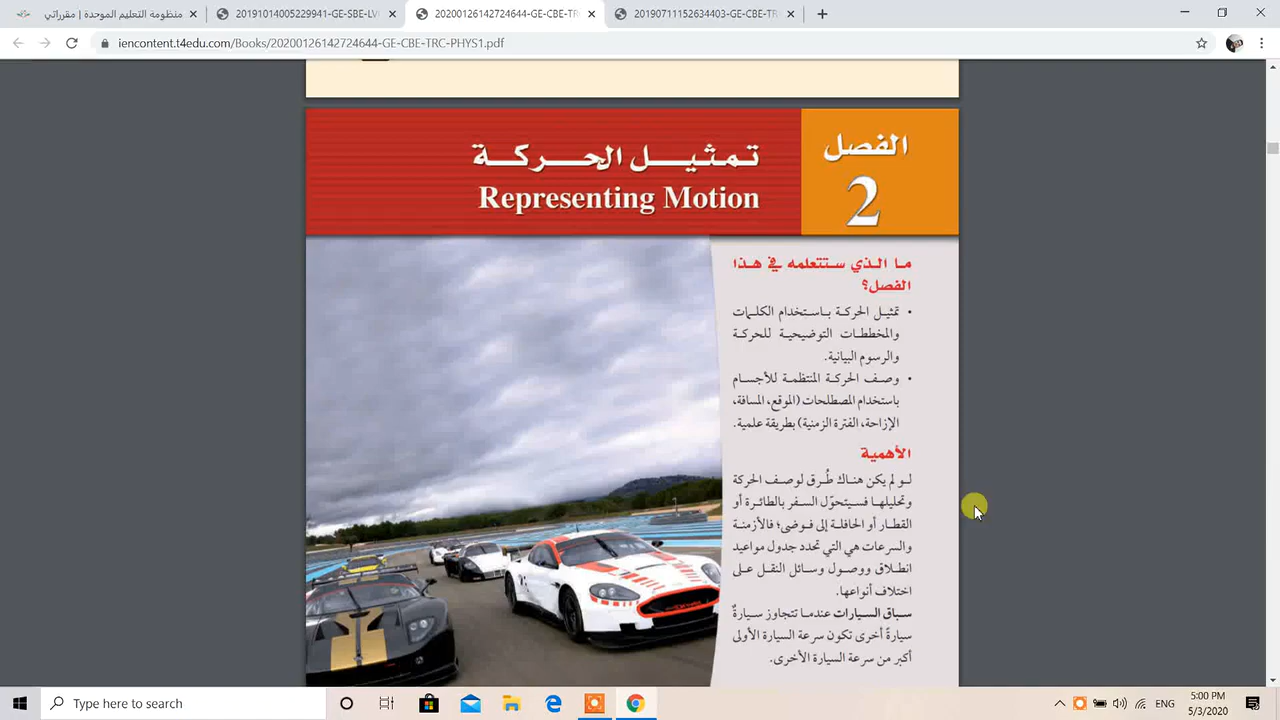 منظومة التعليم الموحدة | مقرراتي
20191014005229941-GE-SBE-LV
20200126142724644-GE-CBE-TR
20190711152634403-GE-CBE-TR
iencontent.t4edu.com/Books/20200126142724644-GE-CBE-TRC-PHYS1.pdf
الفصل
2
تمثيل الحركة
Representing Motion
ما الذي ستتعلمه في هذا
الفصل؟
• تمثيل الحركة باستخدام الكلمات
والمخططات التوضيحية للحركة
والرسوم البيانية.
• وصف الحركة المنتظمة للأجسام
باستخدام المصطلحات (الموقع، المسافة،
الإزاحة، الفترة الزمنية) بطريقة علمية.
الأهمية
لو لم يكن هناك طُرق لوصف الحركة
وتحليلها فسيتحوّل السفر بالطائرة أو
القطار أو الحافلة إلى فوضى؛ فالأزمنة
والسرعات هي التي تحدد جدول مواعيد
انطلاق ووصول وسائل النقل على
اختلاف أنواعها.
سباق السيارات عندما تتجاوز سيارةٌ
سيارةً أخرى تكون سرعة السيارة الأولى
أكبر من سرعة السيارة الأخرى.
Type here to search
ENG
5:00 PM
5/3/2020